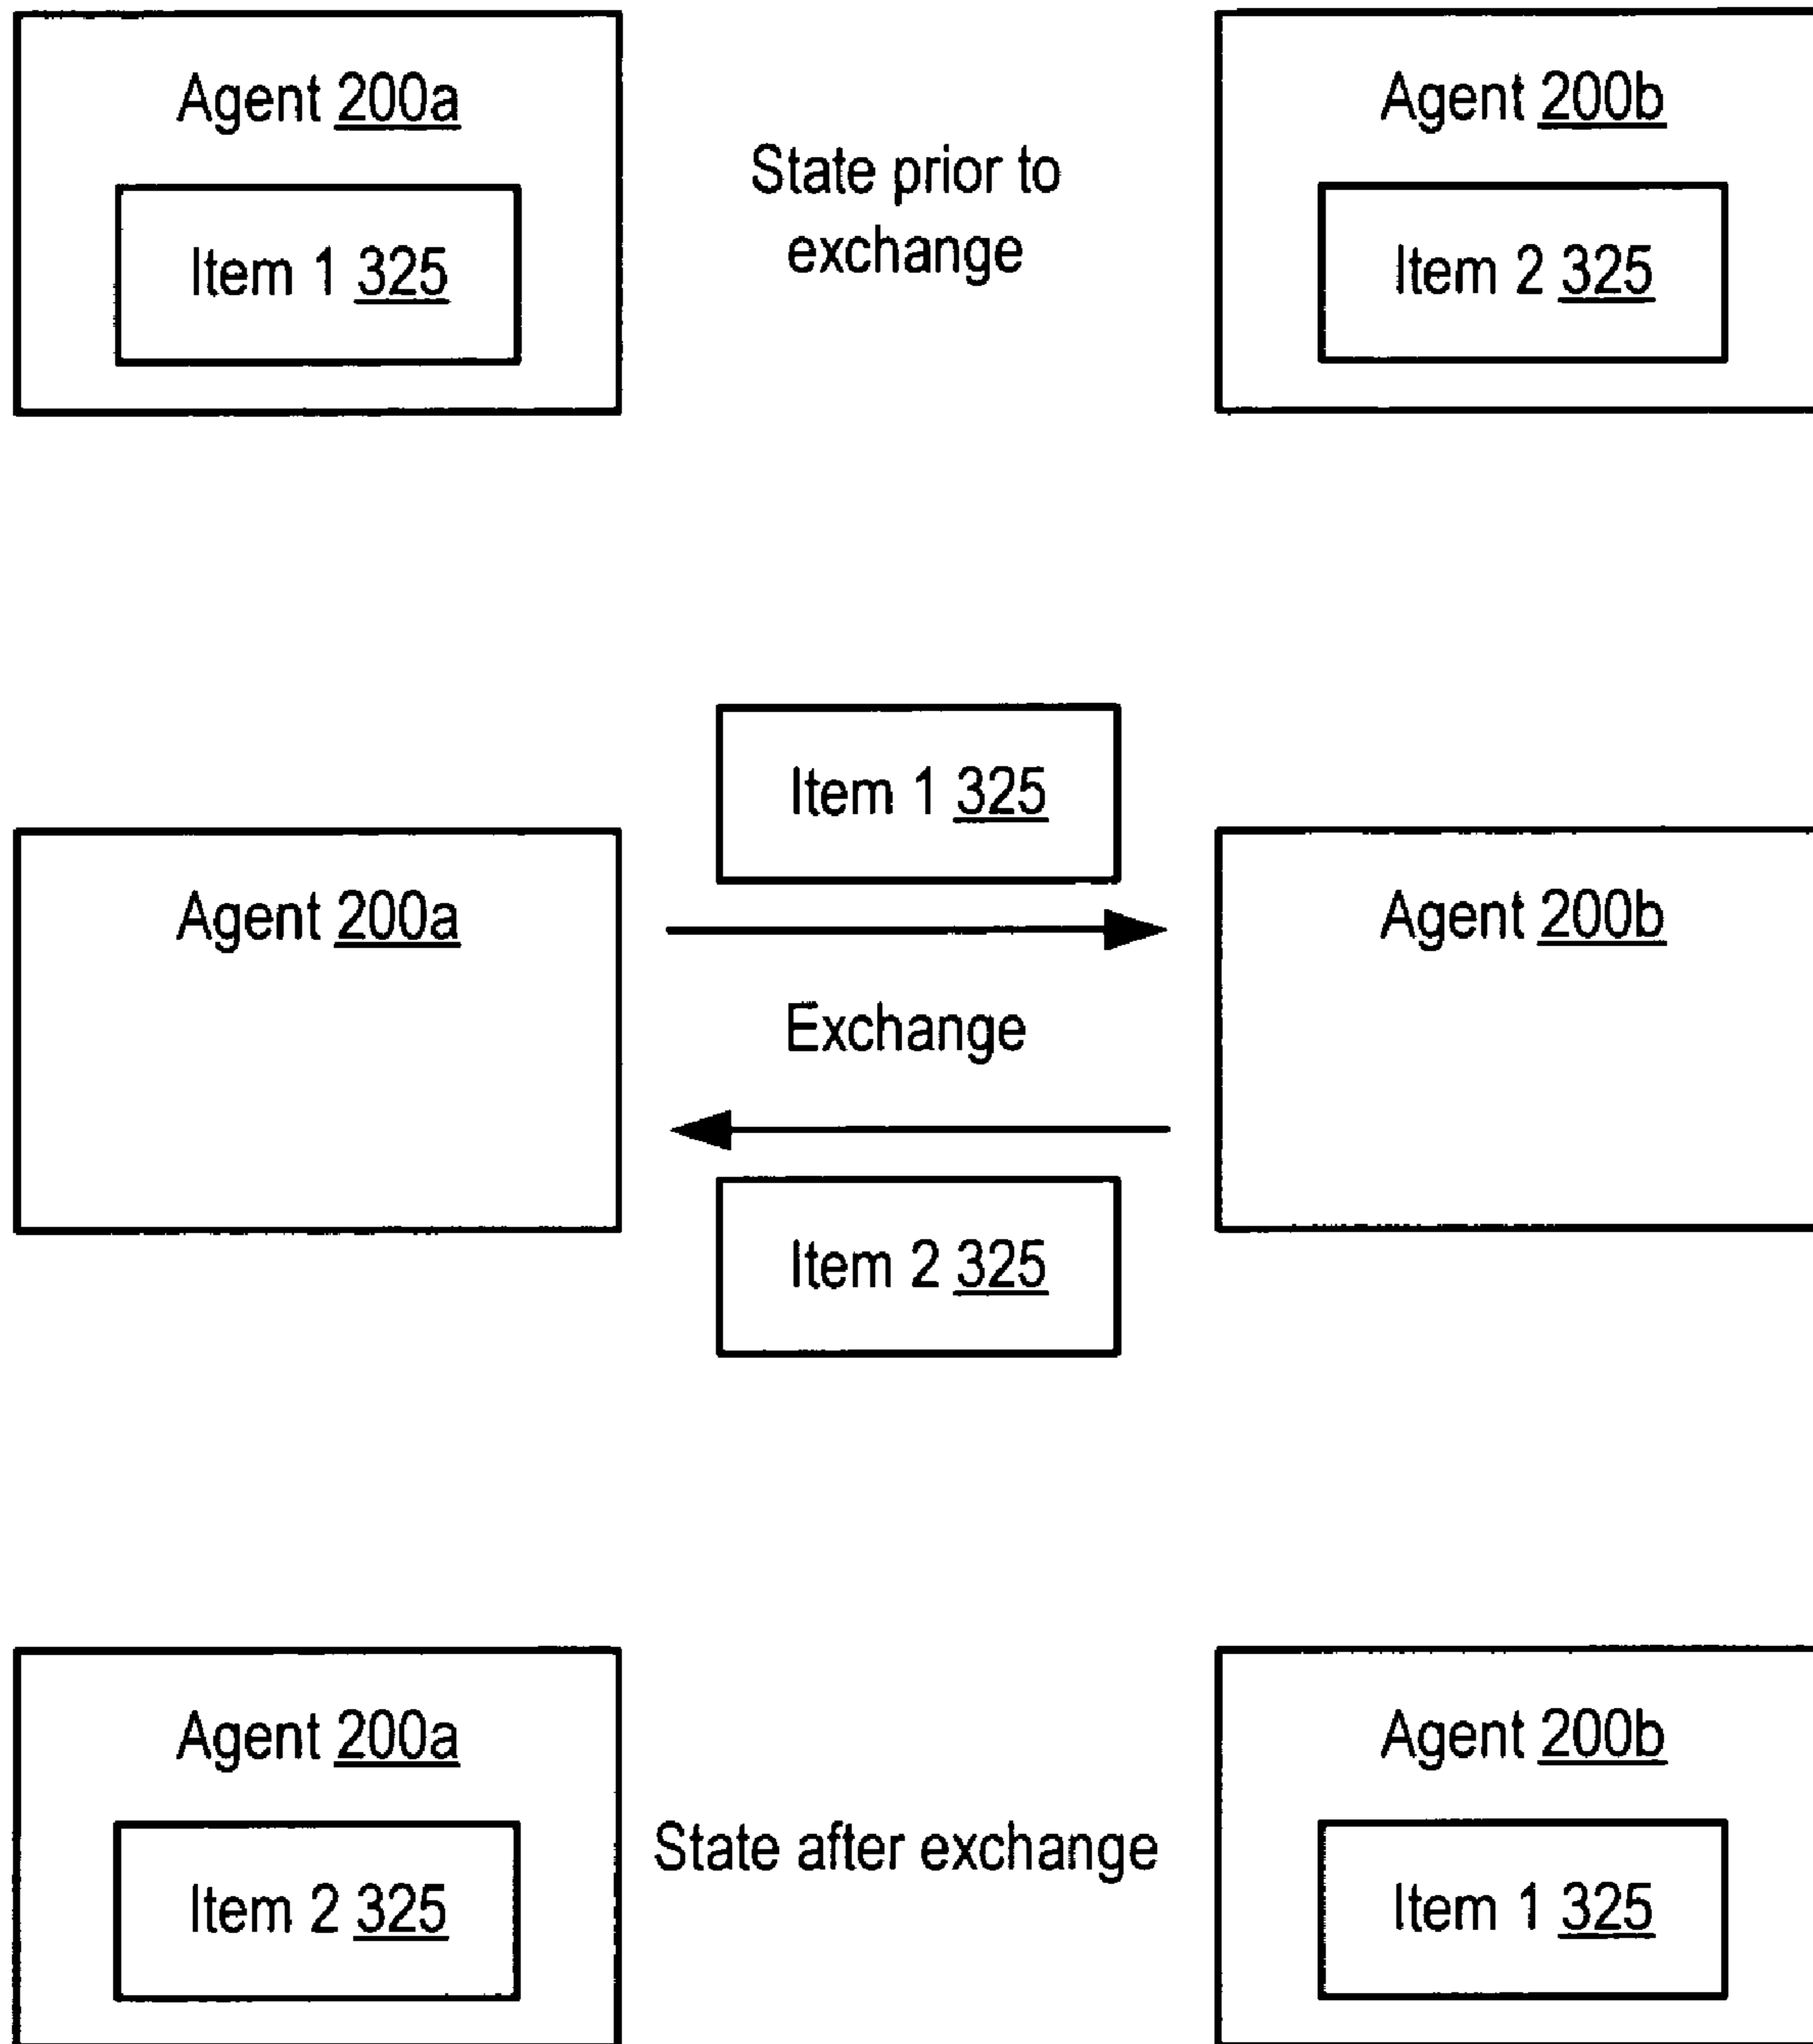 Agent 200a
Item 1 325
State prior to
exchange
Agent 200b
Item 2 325
Agent 200a
Item 1 325
Exchange
Item 2 325
Agent 200b
Agent 200a
Item 2 325
State after exchange
Agent 200b
Item 1 325